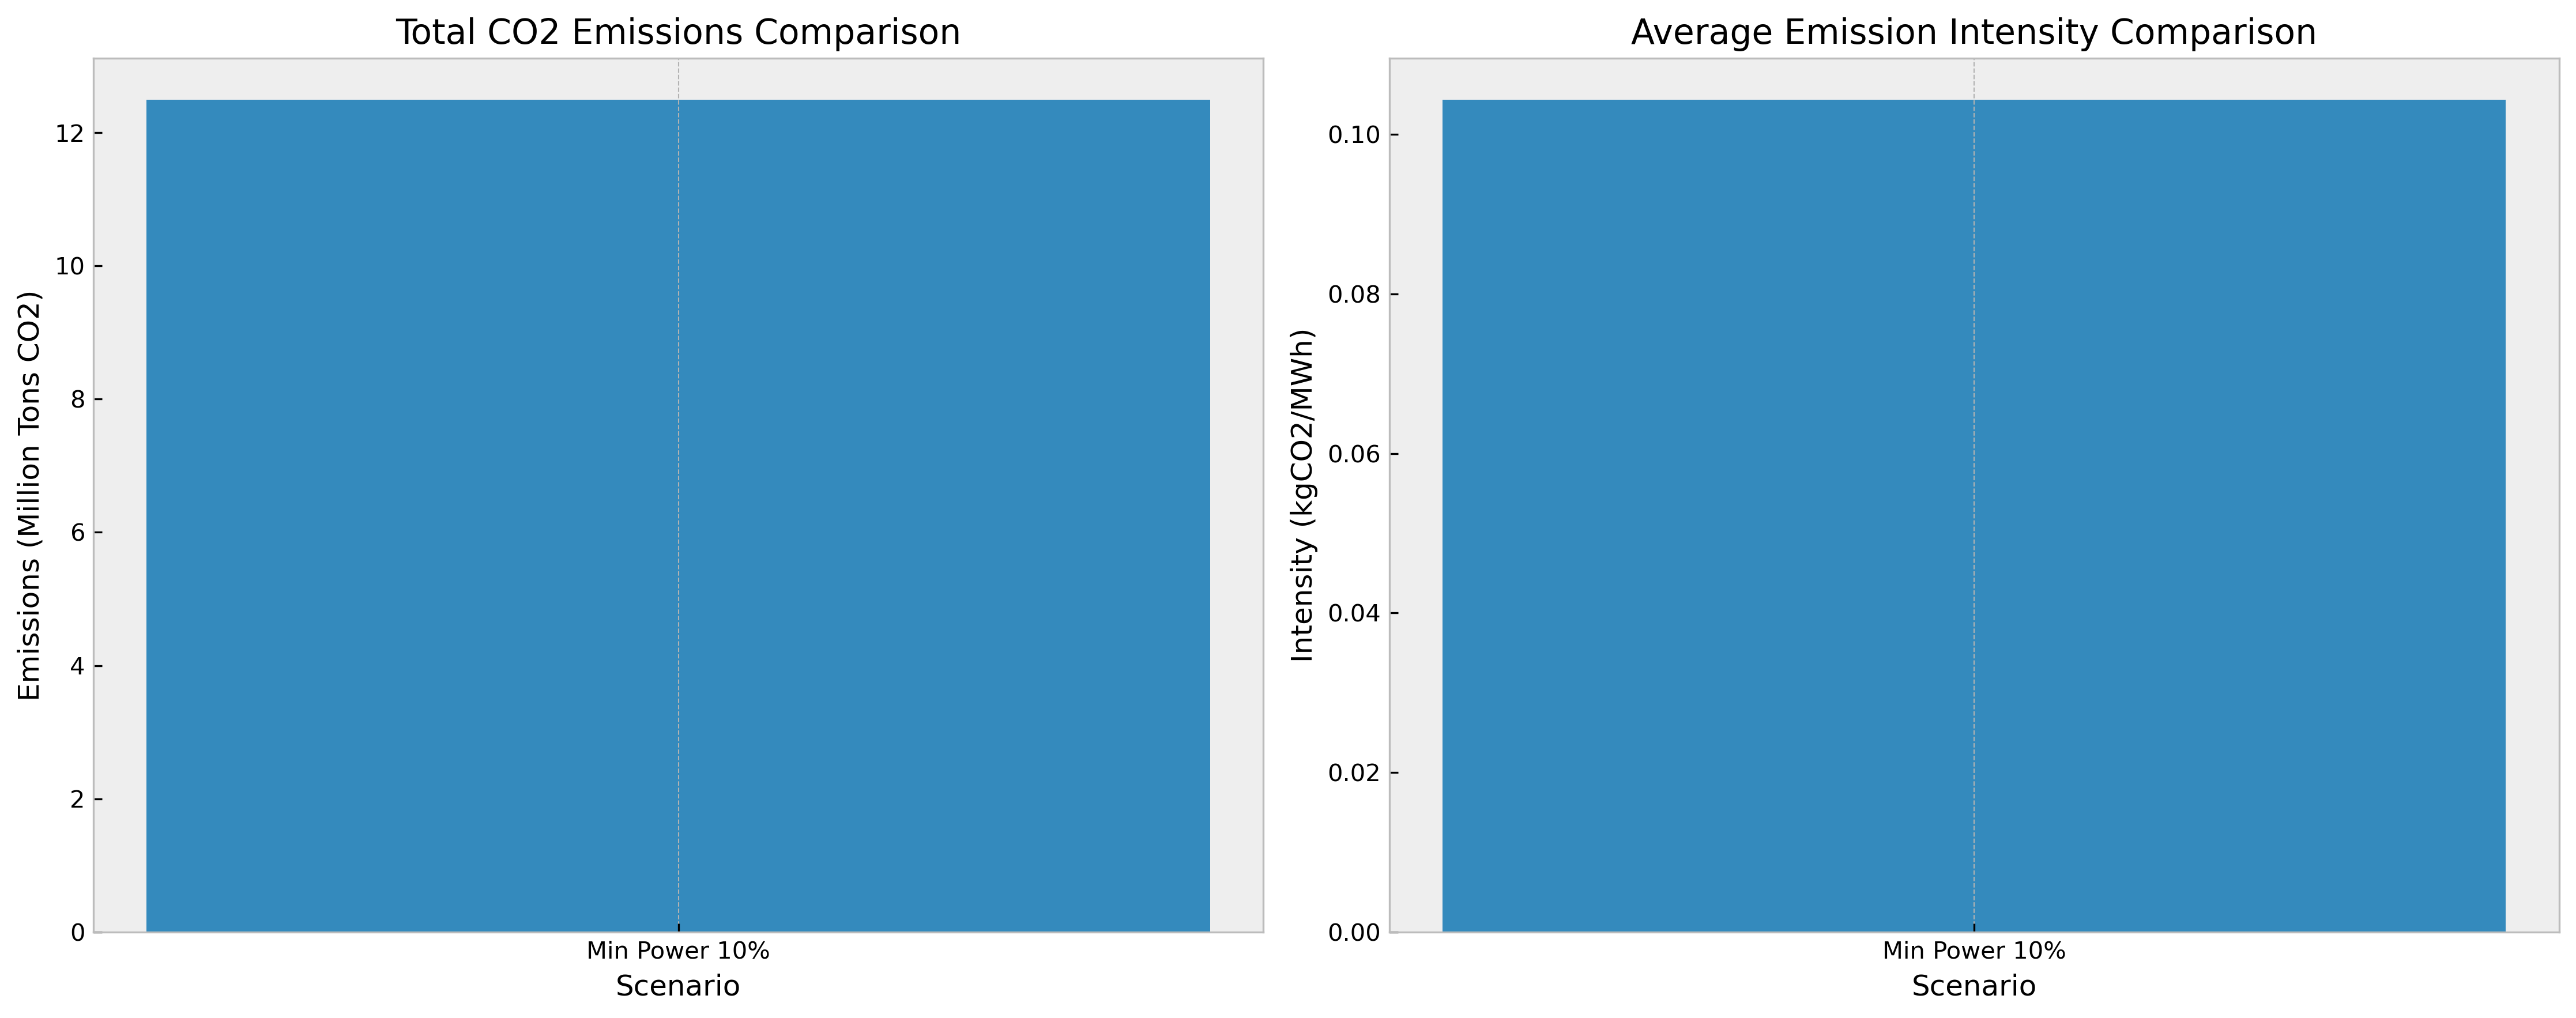 Total CO2 Emissions Comparison
Emissions (Million Tons CO2)
12
10
8
6
4
2
0
Min Power 10%
Scenario
Average Emission Intensity Comparison
Intensity (kgCO2/MWh)
0.10
0.08
0.06
0.04
0.02
0.00
Min Power 10%
Scenario